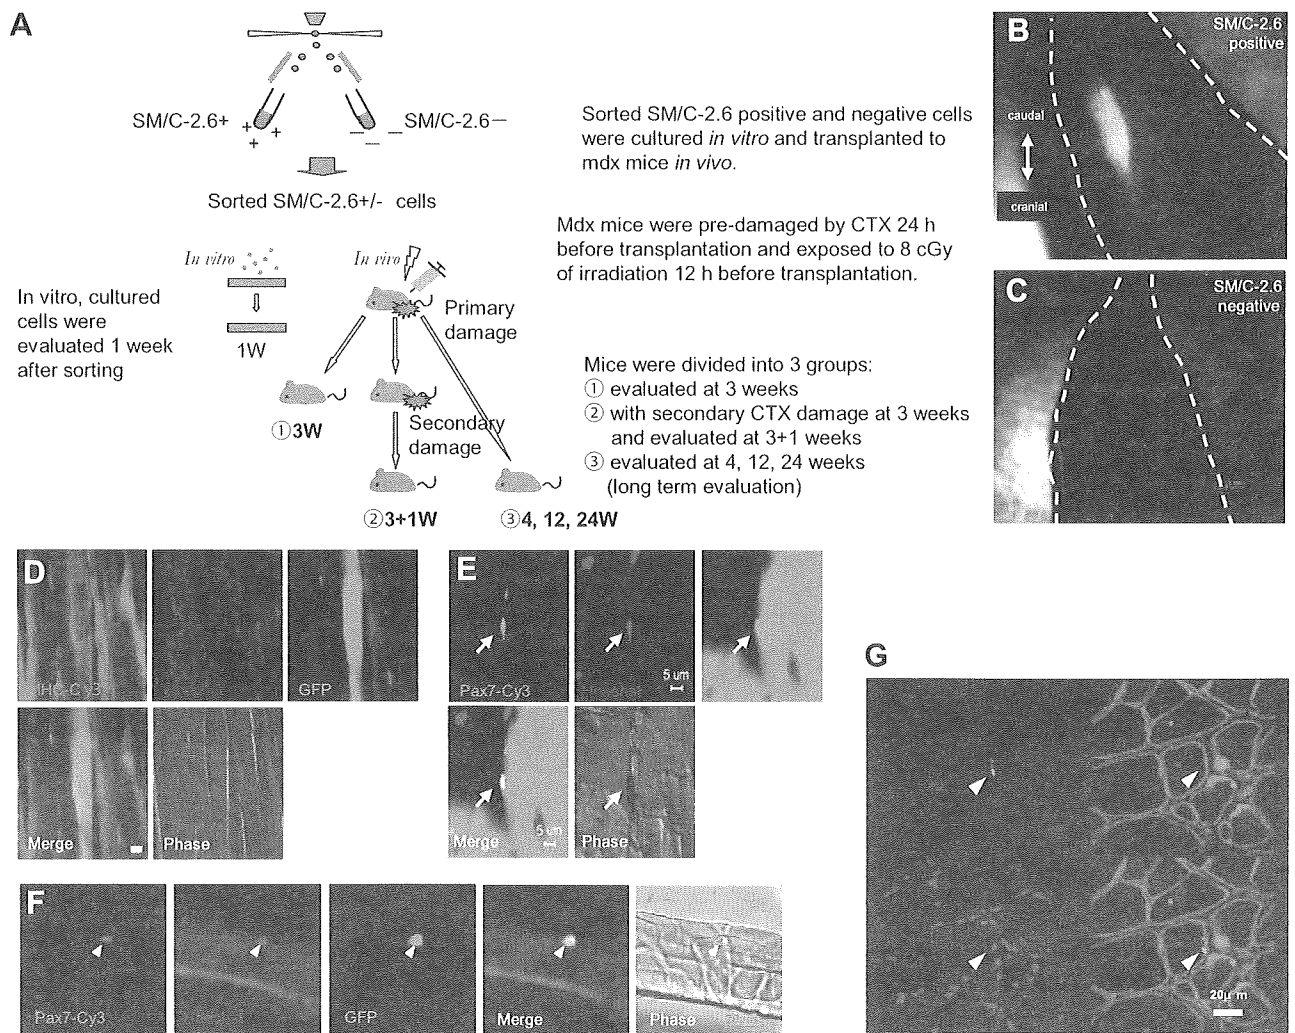 A
SM/C-2.6+
+ + +
SM/C-2.6—
— — —
Sorted SM/C-2.6+/- cells
In vitro
In vivo
In vitro, cultured
cells were
evaluated 1 week
after sorting
1W
Primary
damage
①3W
Secondary
damage
②3+1W
③4, 12, 24W
Sorted SM/C-2.6 positive and negative cells
were cultured in vitro and transplanted to
mdx mice in vivo.
Mdx mice were pre-damaged by CTX 24 h
before transplantation and exposed to 8 cGy
of irradiation 12 h before transplantation.
Mice were divided into 3 groups:
① evaluated at 3 weeks
② with secondary CTX damage at 3 weeks
and evaluated at 3+1 weeks
③ evaluated at 4, 12, 24 weeks
(long term evaluation)
B
SM/C-2.6
positive
caudal
cranial
C
SM/C-2.6
negative
D
GFP
Merge
Phase
E
Pax7-Cy3
5 um
Merge
5 um
Phase
F
Pax7-Cy3
GFP
Merge
Phase
G
20μ m